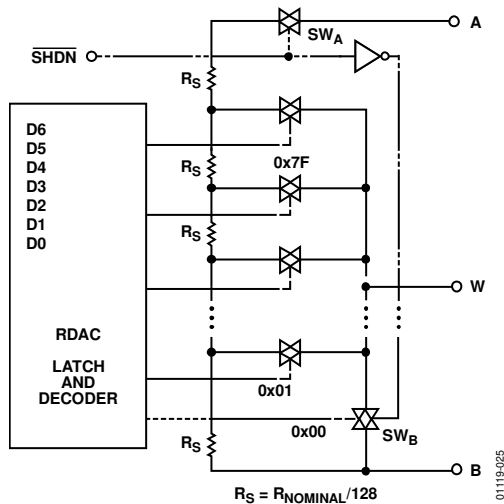 A
SW_A
SHDN
R_S
D6
D5
D4
D3
D2
D1
D0
0x7F
R_S
R_S
W
RDAC
LATCH
AND
DECODER
0x01
0x00
SW_B
R_S
B
R_S = R_NOMINAL/128
01119-025